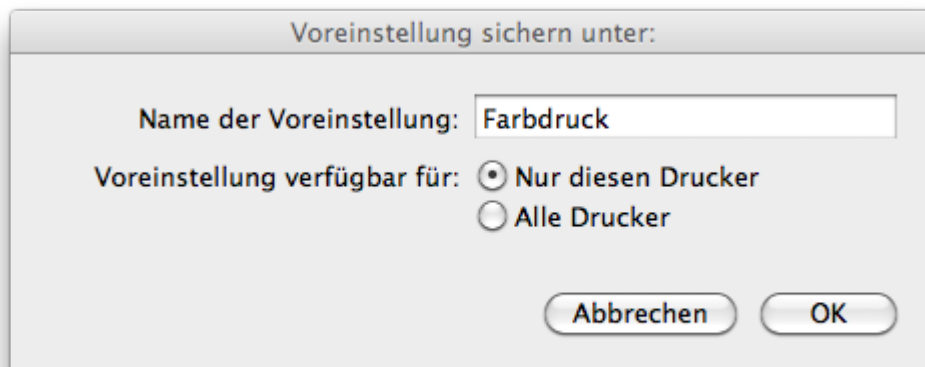 Voreinstellung sichern unter:
Name der Voreinstellung: Farbdruck
Voreinstellung verfügbar für: Nur diesen Drucker
Alle Drucker
Abbrechen OK